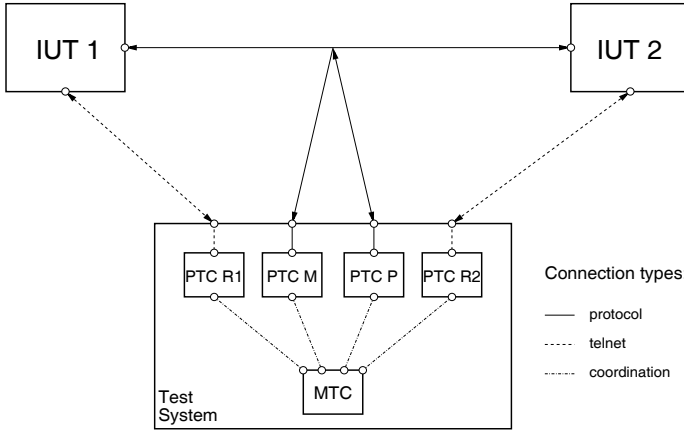 IUT 1
IUT 2
PTC R1
PTC M
PTC P
PTC R2
Connection types
protocol
telnet
coordination
MTC
Test
System